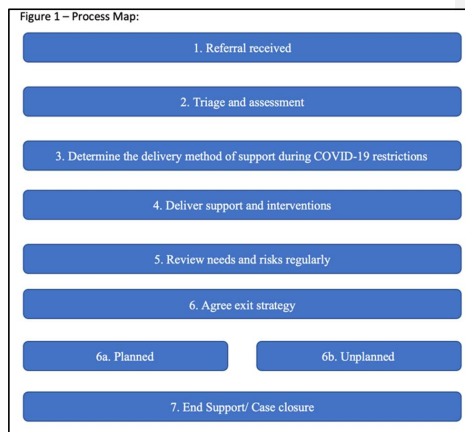 Figure 1 – Process Map:
1. Referral received
2. Triage and assessment
3. Determine the delivery method of support during COVID-19 restrictions
4. Deliver support and interventions
5. Review needs and risks regularly
6. Agree exit strategy
6a. Planned
6b. Unplanned
7. End Support/ Case closure